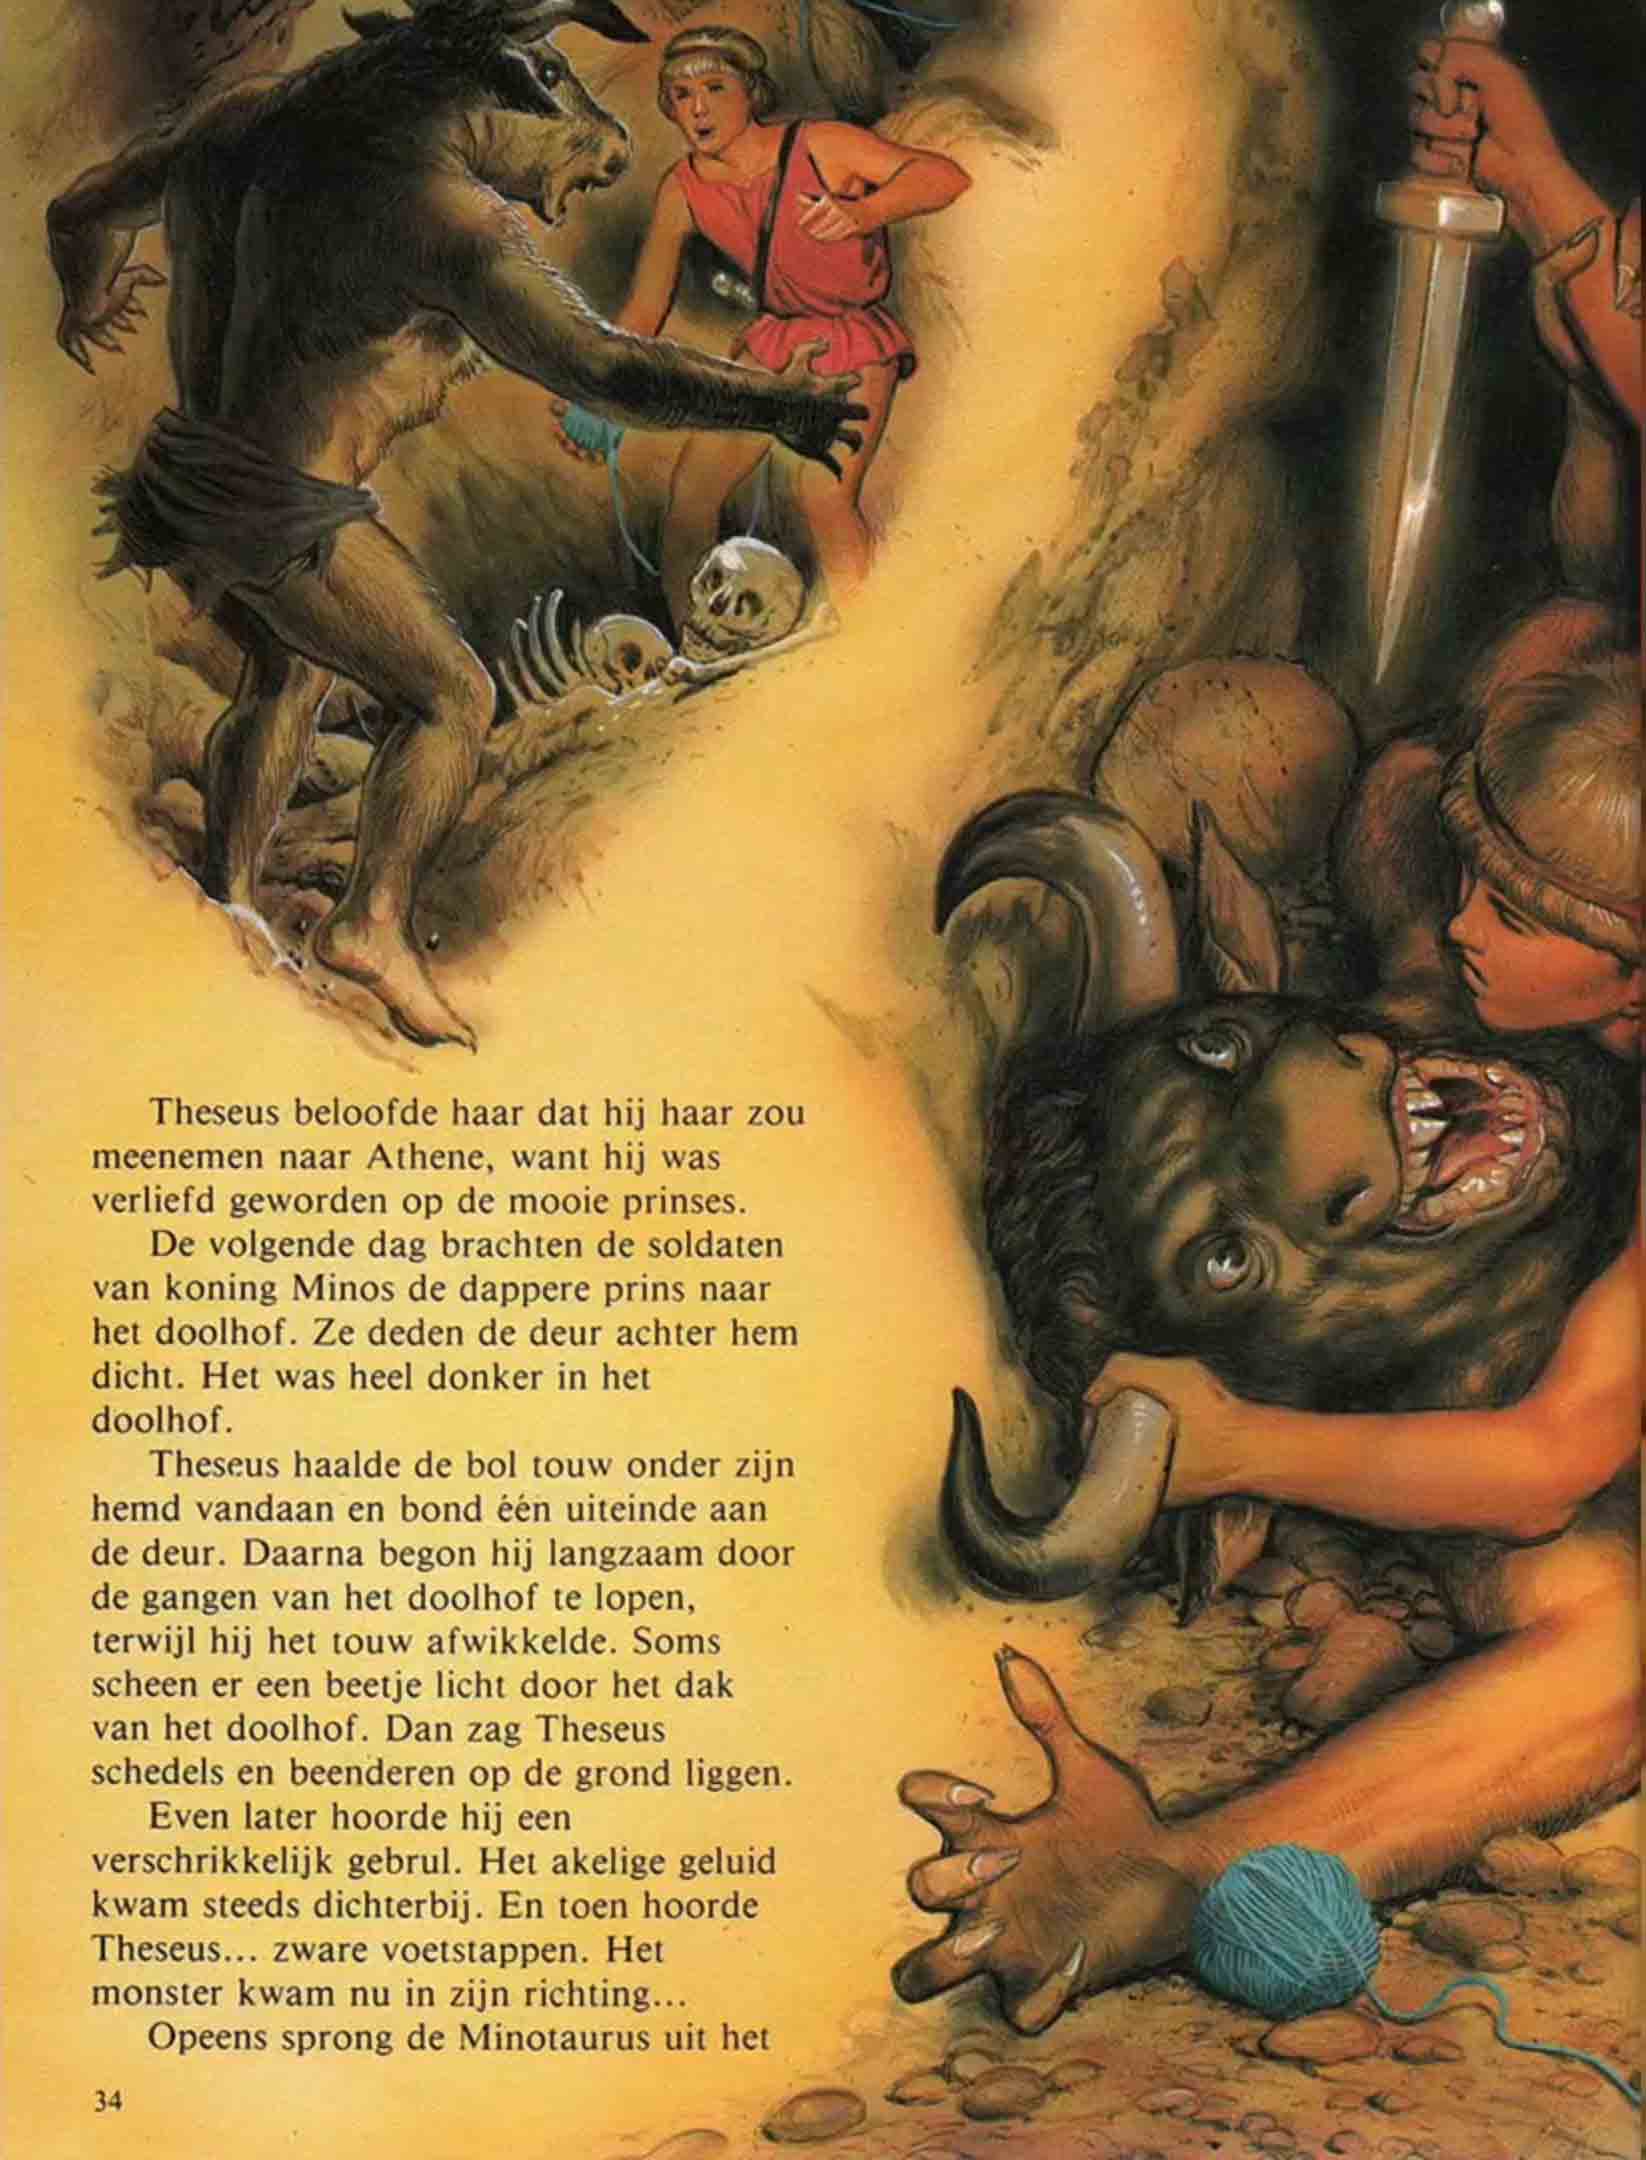 Theseus beloofde haar dat hij haar zou
meenemen naar Athene, want hij was
verliefd geworden op de mooie prinses.
De volgende dag brachten de soldaten
van koning Minos de dappere prins naar
het doolhof. Ze deden de deur achter hem
dicht. Het was heel donker in het
doolhof.
Theseus haalde de bol touw onder zijn
hemd vandaan en bond één uiteinde aan
de deur. Daarna begon hij langzaam door
de gangen van het doolhof te lopen,
terwijl hij het touw afwikkelde. Soms
scheen er een beetje licht door het dak
van het doolhof. Dan zag Theseus
schedels en beenderen op de grond liggen.
Even later hoorde hij een
verschrikkelijk gebrul. Het akelige geluid
kwam steeds dichterbij. En toen hoorde
Theseus... zware voetstappen. Het
monster kwam nu in zijn richting...
Opeens sprong de Minotaurus uit het
34